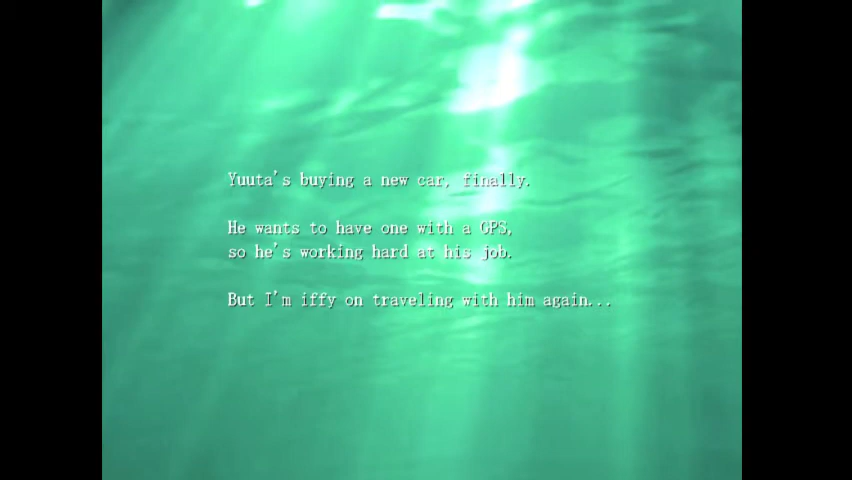 Yuuta's buying a new car, finally.
He wants to have one with a GPS,
so he's working hard at his job.
But I'm iffy on traveling with him again...